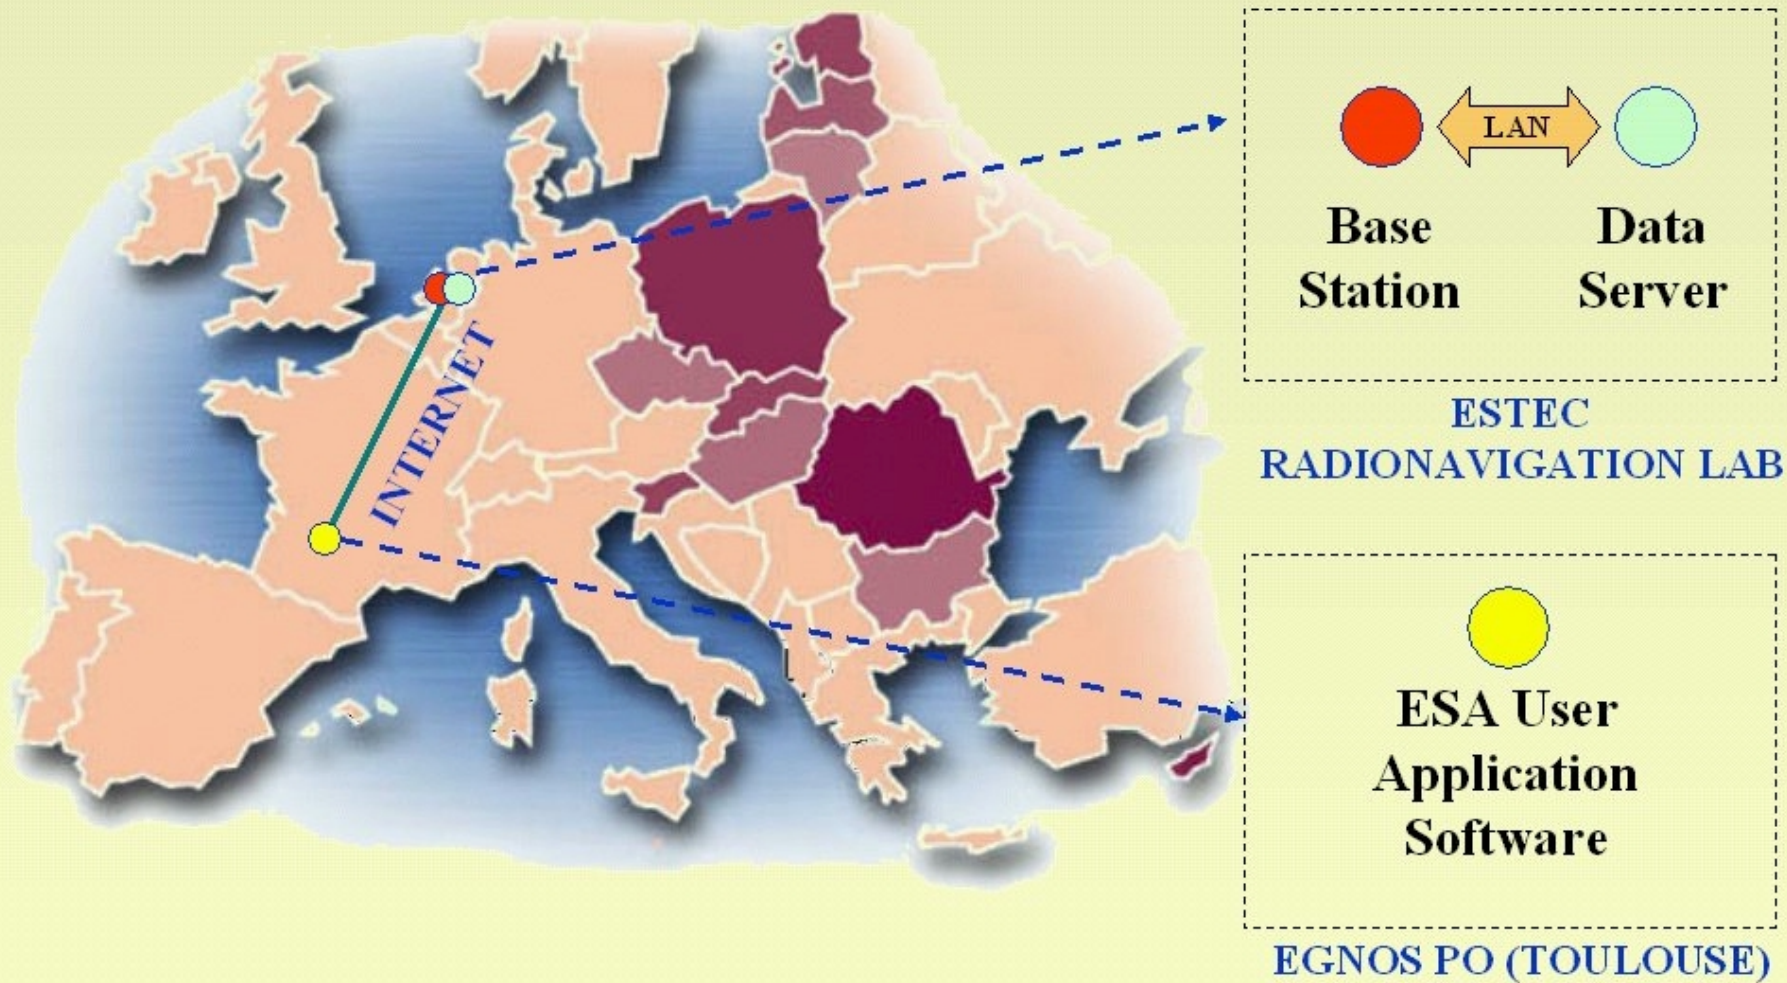 LAN
Base
Station
Data
Server
ESTEC
RADIONAVIGATION LAB
INTERNET
ESA User
Application
Software
EGNOS PO (TOULOUSE)